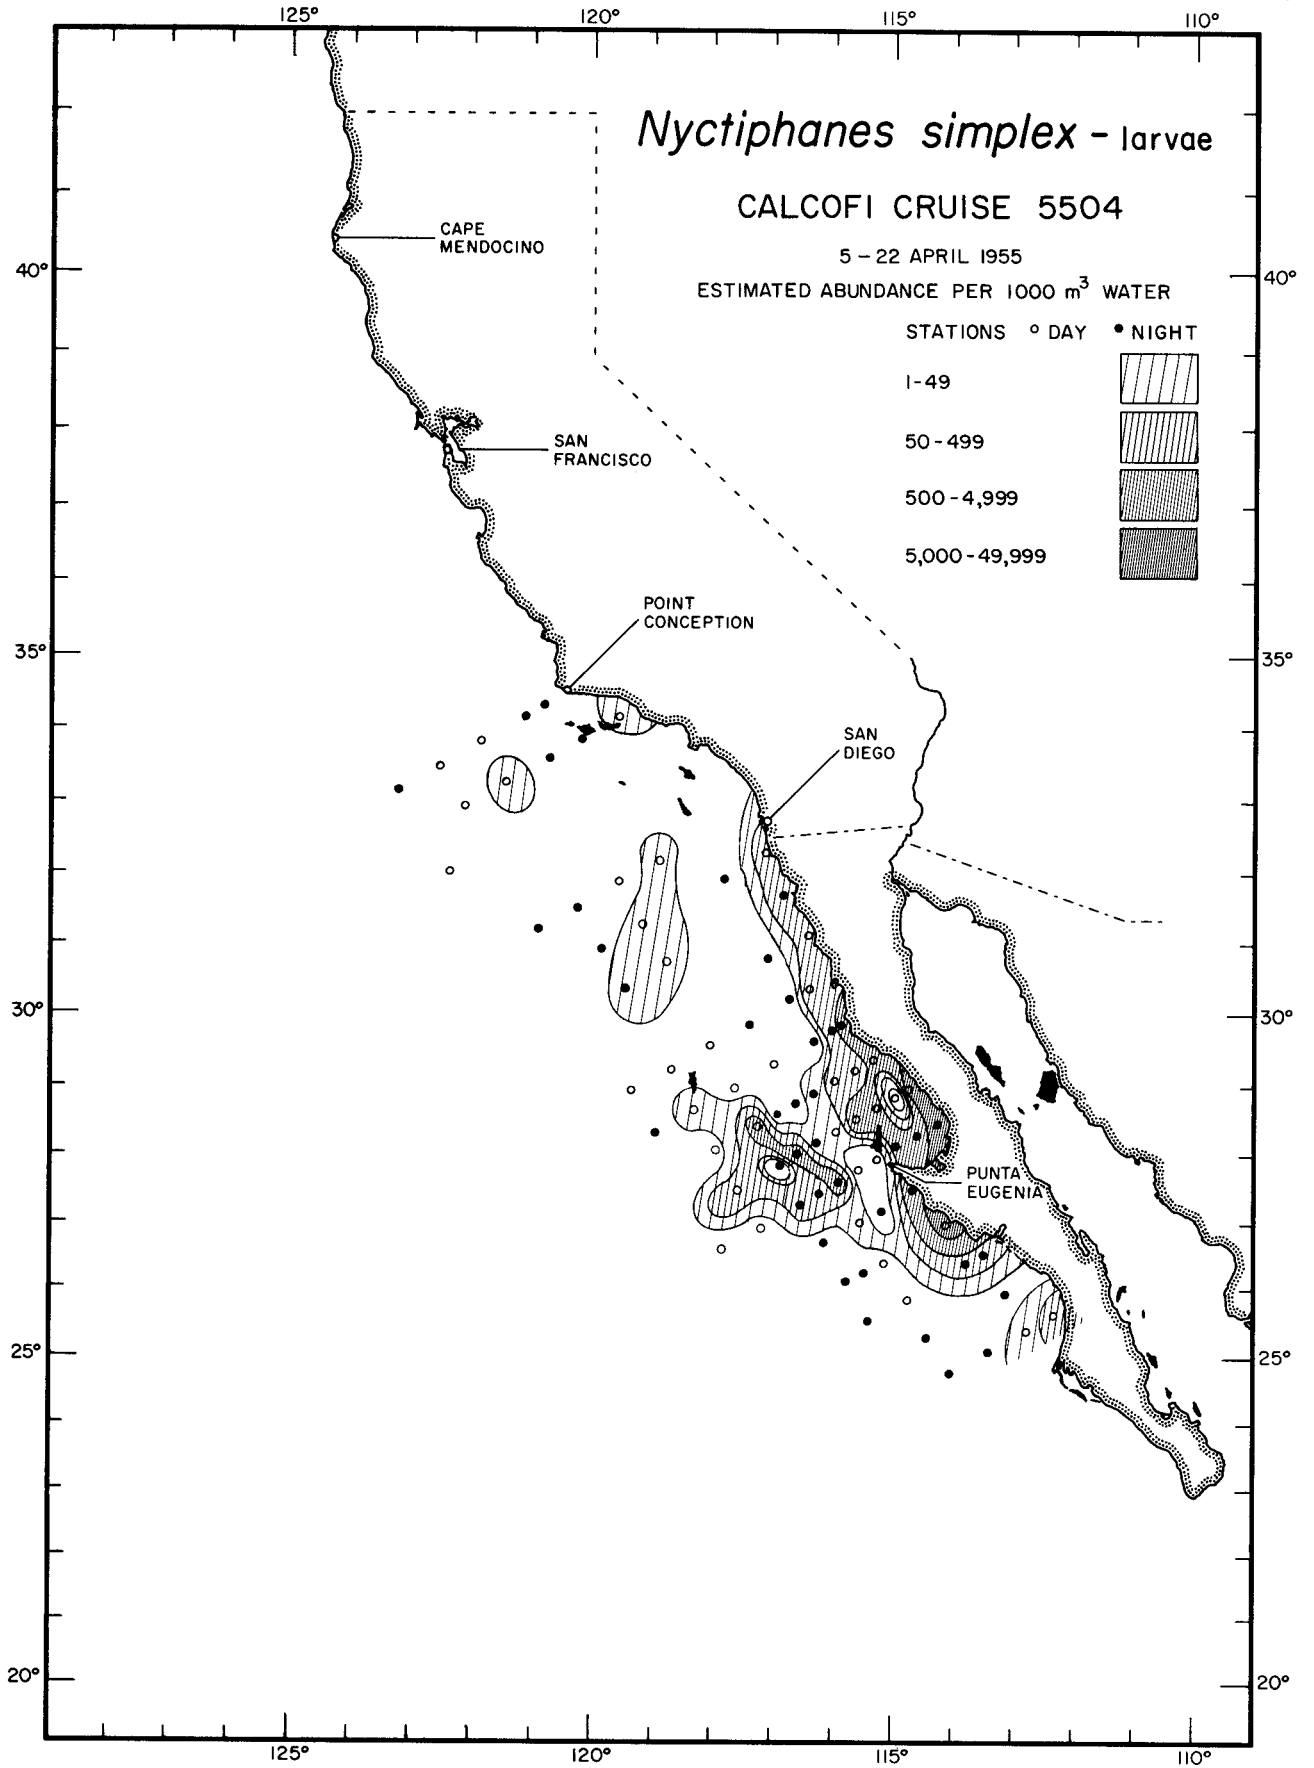 125° 120° 115° 110°
Nyctiphanes simplex - larvae
CALCOFI CRUISE 5504
5 - 22 APRIL 1955
ESTIMATED ABUNDANCE PER 1000 m³ WATER
STATIONS ○ DAY ● NIGHT
1-49
50-499
500-4,999
5,000-49,999
CAPE
MENDOCINO
40° 40°
SAN
FRANCISCO
POINT
CONCEPTION
35° 35°
SAN
DIEGO
30° 30°
PUNTA
EUGENIA
25° 25°
20° 20°
125° 120° 115° 110°